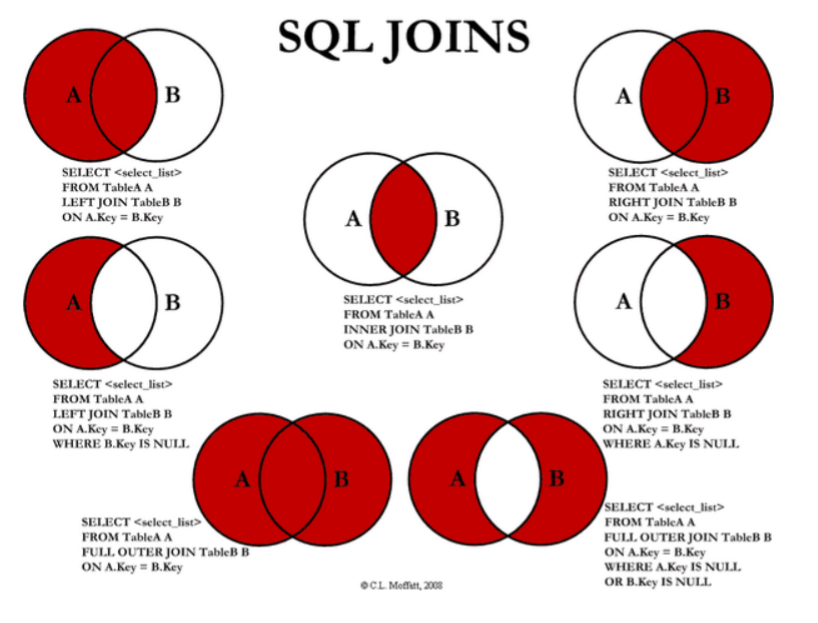 SQL JOINS
A B
SELECT <select_list>
FROM TableA A
LEFT JOIN TableB B
ON A.Key = B.Key
A B
SELECT <select_list>
FROM TableA A
RIGHT JOIN TableB B
ON A.Key = B.Key
A B
SELECT <select_list>
FROM TableA A
INNER JOIN TableB B
ON A.Key = B.Key
A B
SELECT <select_list>
FROM TableA A
LEFT JOIN TableB B
ON A.Key = B.Key
WHERE B.Key IS NULL
A B
SELECT <select_list>
FROM TableA A
RIGHT JOIN TableB B
ON A.Key = B.Key
WHERE A.Key IS NULL
A B
SELECT <select_list>
FROM TableA A
FULL OUTER JOIN TableB B
ON A.Key = B.Key
A B
SELECT <select_list>
FROM TableA A
FULL OUTER JOIN TableB B
ON A.Key = B.Key
WHERE A.Key IS NULL
OR B.Key IS NULL
© C.L. Moffatt, 2008